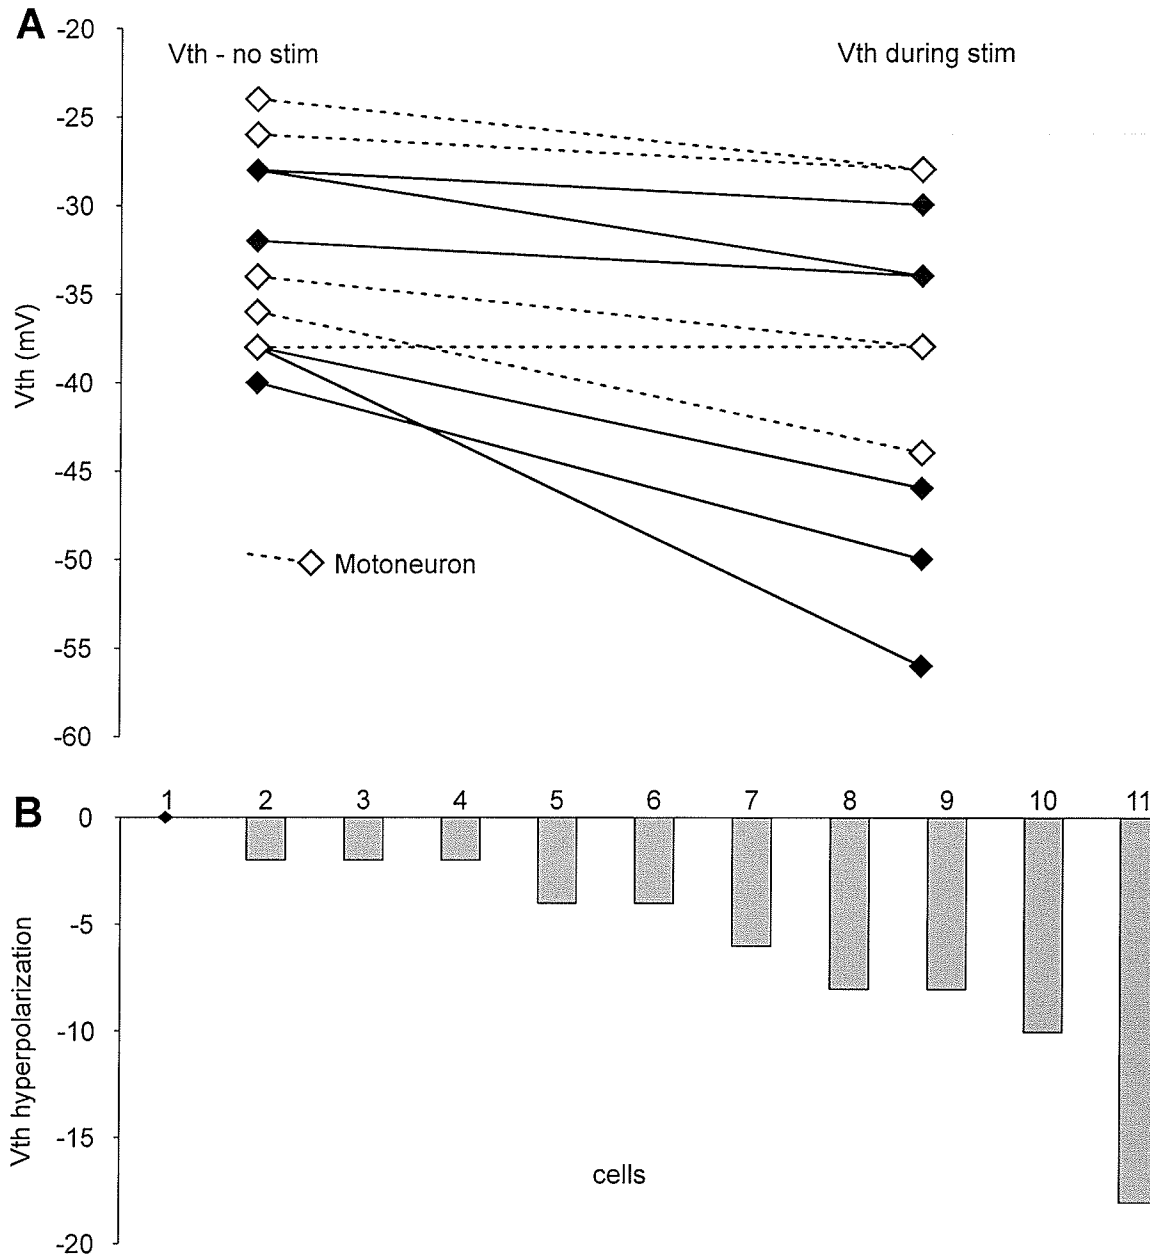 A
-20
Vth - no stim
Vth during stim
-25
-30
-35
Vth (mV)
-40
-45
-50
Motoneuron
-55
-60
B
0
1 2 3 4 5 6 7 8 9 10 11
-5
Vth hyperpolarization
-10
-15
cells
-20